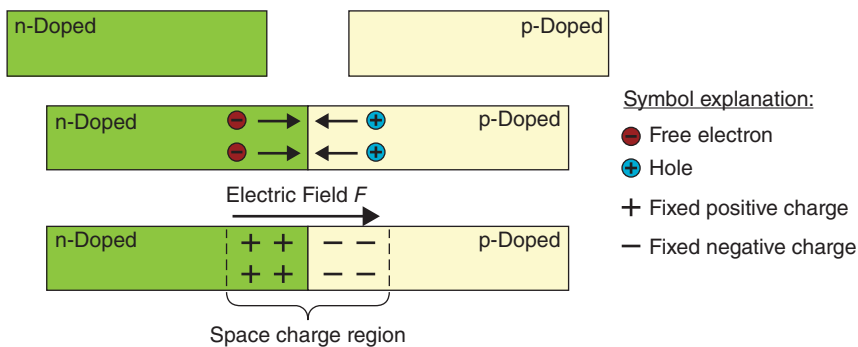 n-Doped
p-Doped
n-Doped
p-Doped
Symbol explanation:
− Free electron
+ Hole
+ Fixed positive charge
− Fixed negative charge
Electric Field F
n-Doped
p-Doped
+ + − −
+ + − −
Space charge region